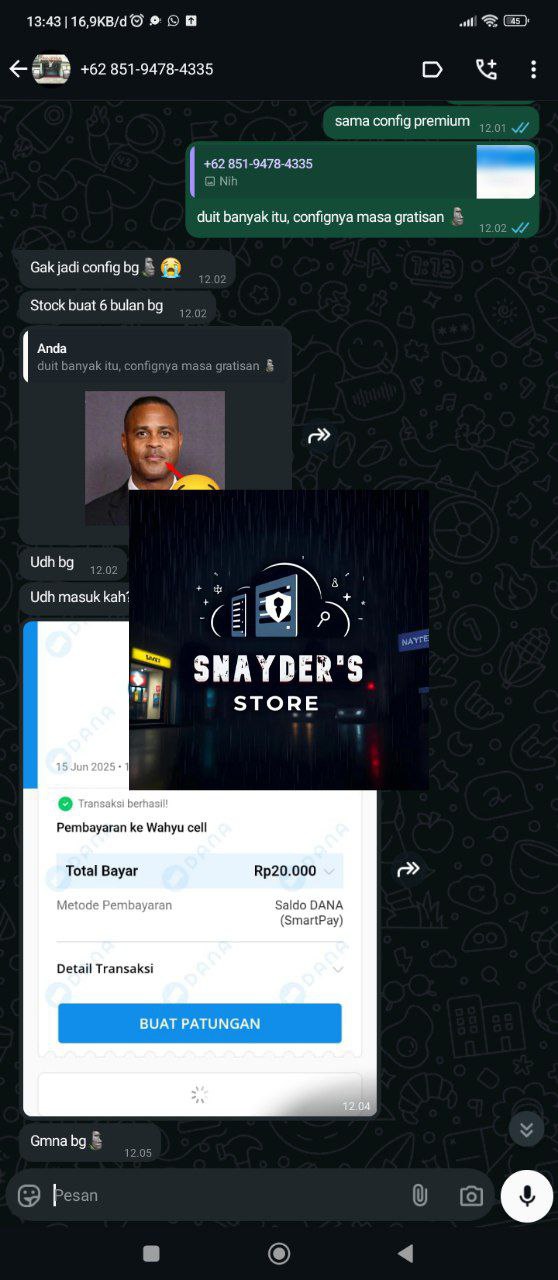 13:43 | 16,9KB/d
45
+62 851-9478-4335
sama config premium
12.01
+62 851-9478-4335
Nih
duit banyak itu, confignya masa gratisan 🗿
12.02
Gak jadi config bg🗿😭
12.02
Stock buat 6 bulan bg
12.02
Anda
duit banyak itu, confignya masa gratisan 🗿
Udh bg
12.02
Udh masuk kah?
SNAYDER'S
STORE
DANA
15 Jun 2025 • 1
Transaksi berhasil!
Pembayaran ke Wahyu cell
Total Bayar
Rp20.000
Metode Pembayaran
Saldo DANA
(SmartPay)
Detail Transaksi
BUAT PATUNGAN
12.04
Gmna bg🗿
12.05
Pesan